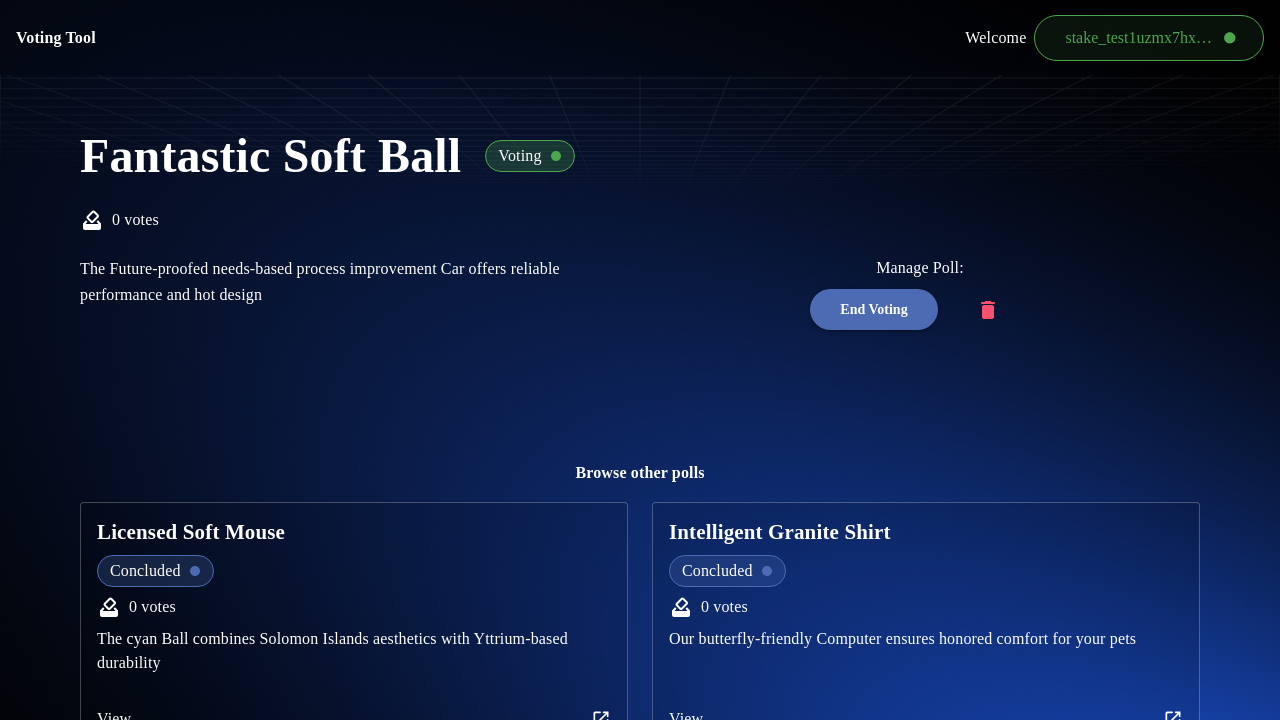 Voting Tool
Welcome
stake_test1uzmx7hx…
Fantastic Soft Ball
Voting
0 votes
The Future-proofed needs-based process improvement Car offers reliable
performance and hot design
Manage Poll:
End Voting
Browse other polls
Licensed Soft Mouse
Concluded
0 votes
The cyan Ball combines Solomon Islands aesthetics with Yttrium-based
durability
View
Intelligent Granite Shirt
Concluded
0 votes
Our butterfly-friendly Computer ensures honored comfort for your pets
View